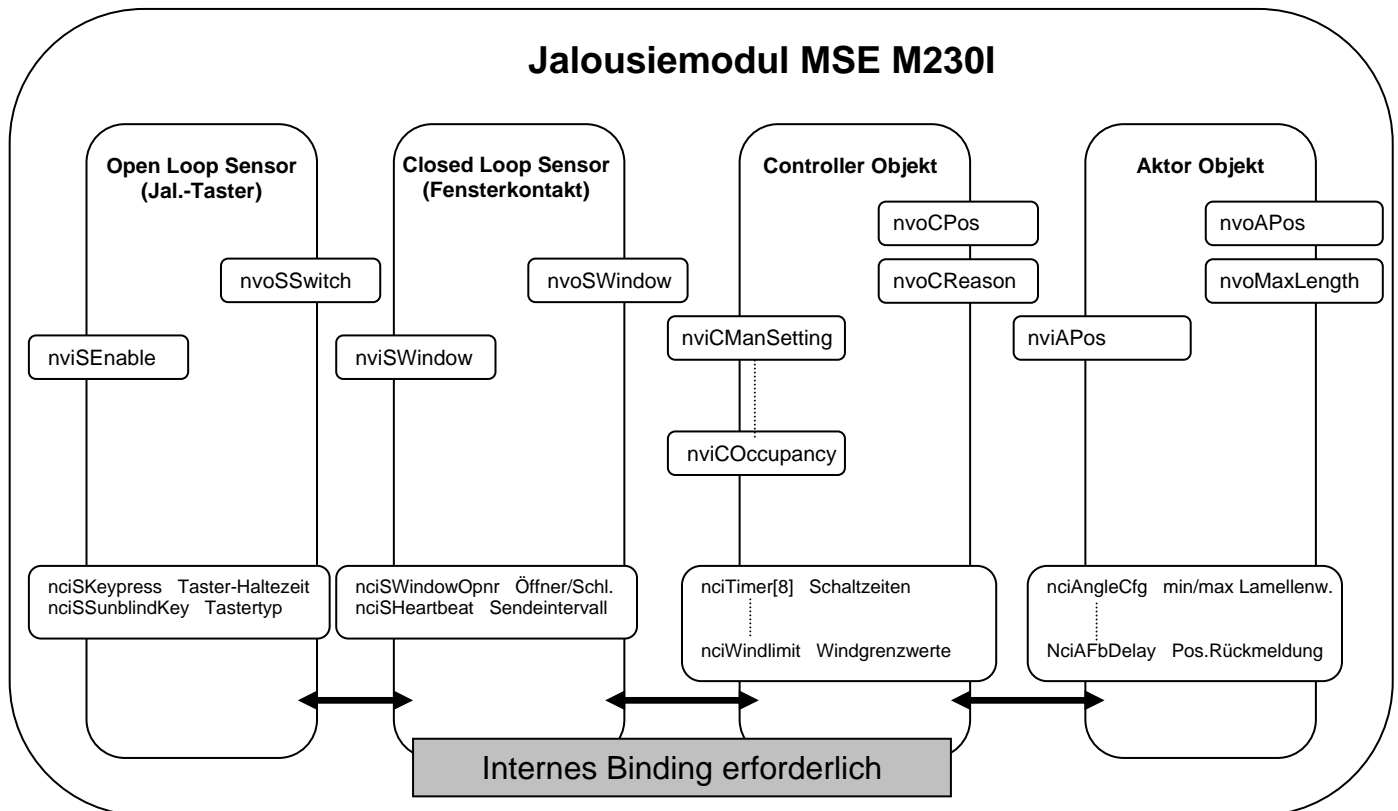 Jalousiemodul MSE M230I
Open Loop Sensor
(Jal.-Taster)
nvoSSwitch
nviSEnable
nciSKeypress Taster-Haltezeit
nciSSunblindKey Tastertyp
Closed Loop Sensor
(Fensterkontakt)
nvoSWindow
nviSWindow
nciSWindowOpnr Öffner/Schl.
nciSHeartbeat Sendeintervall
Controller Objekt
nvoCPos
nvoCReason
nviCManSetting
nviCOccupancy
nciTimer[8] Schaltzeiten
nciWindlimit Windgrenzwerte
Aktor Objekt
nvoAPos
nvoMaxLength
nviAPos
nciAngleCfg min/max Lamellenw.
NciAFbDelay Pos.Rückmeldung
Internes Binding erforderlich